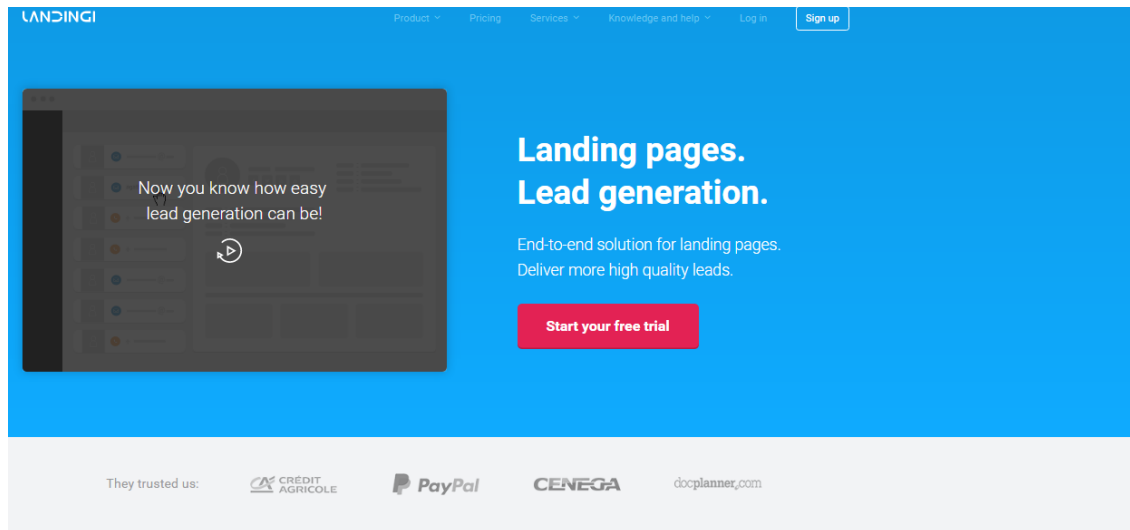 LANDINGI
Product Pricing Services Knowledge and help Log in Sign up
Now you know how easy
lead generation can be!
Landing pages.
Lead generation.
End-to-end solution for landing pages.
Deliver more high quality leads.
Start your free trial
They trusted us: CRÉDIT AGRICOLE PayPal CENEGA docplanner.com